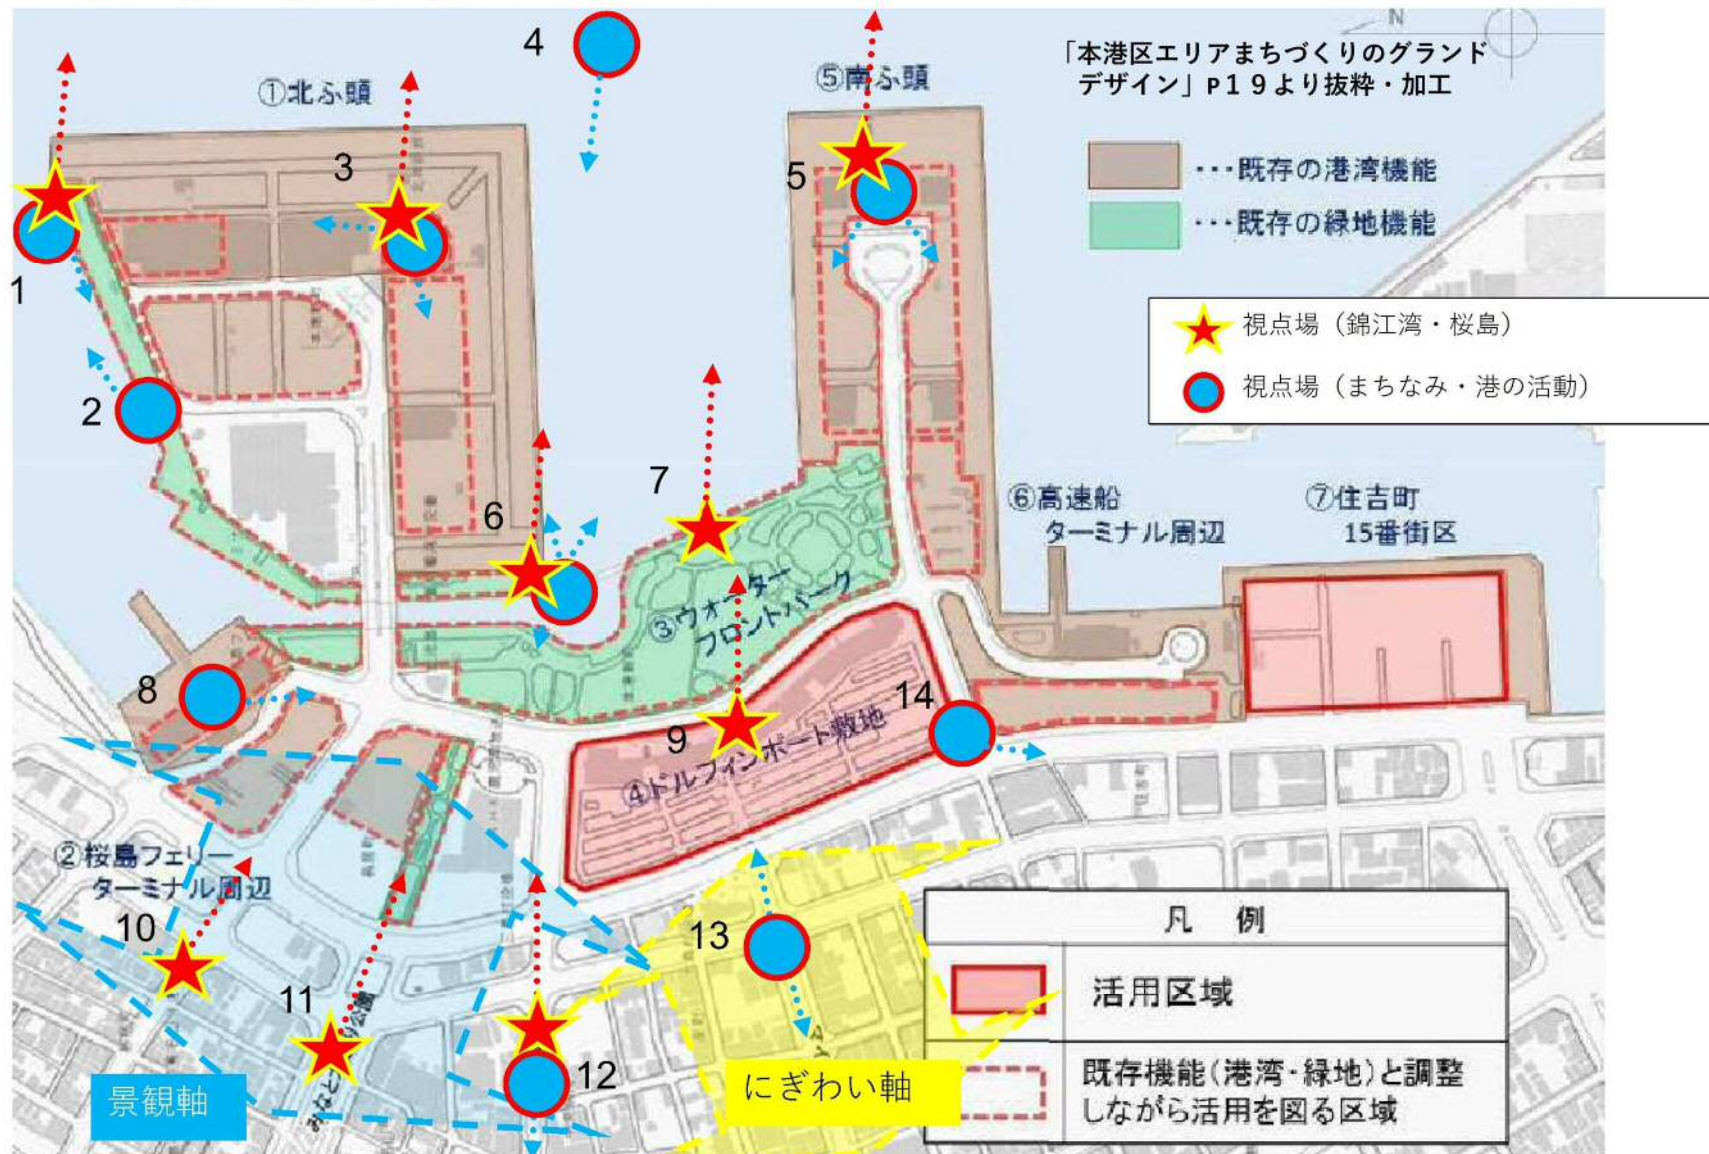 4
N
「本港区エリアまちづくりのグランド
デザイン」P19より抜粋・加工
①北ふ頭
⑤南ふ頭
・・・既存の港湾機能
・・・既存の緑地機能
3
5
1
視点場（錦江湾・桜島）
視点場（まちなみ・港の活動）
2
7
6
⑥高速船
ターミナル周辺
⑦住吉町
15番街区
③ウォーター
フロントパーク
8
14
9
④ドルフィンポート敷地
②桜島フェリー
ターミナル周辺
10
13
11
12
凡 例
活用区域
既存機能（港湾・緑地）と調整
しながら活用を図る区域
景観軸
にぎわい軸